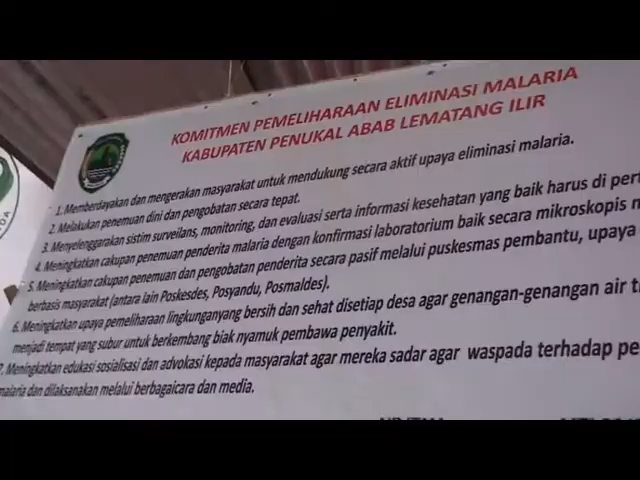 KOMITMEN PEMELIHARAAN ELIMINASI MALARIA
KABUPATEN PENUKAL ABAB LEMATANG ILIR
1. Memberdayakan dan mengerakan masyarakat untuk mendukung secara aktif upaya eliminasi malaria.
2. Melakukan penemuan dini dan pengobatan secara tepat.
3. Menyelenggarakan sistim surveilans, monitoring, dan evaluasi serta informasi kesehatan yang baik harus di
4. Meningkatkan cakupan penemuan penderita malaria dengan konfirmasi laboratorium baik secara mikroskopis
5. Meningkatkan cakupan penemuan dan pengobatan penderita secara pasif melalui puskesmas pembantu, upaya
berbasis masyarakat (antara lain Poskesdes, Posyandu, Posmaldes).
6. Meningkatkan upaya pemeliharaan lingkunganyang bersih dan sehat disetiap desa agar genangan-genangan air
menjadi tempat yang subur untuk berkembang biak nyamuk pembawa penyakit.
7. Meningkatkan edukasi sosialisasi dan advokasi kepada masyarakat agar mereka sadar agar waspada terhadap
malaria dan dilaksanakan melalui berbagaicara dan media.